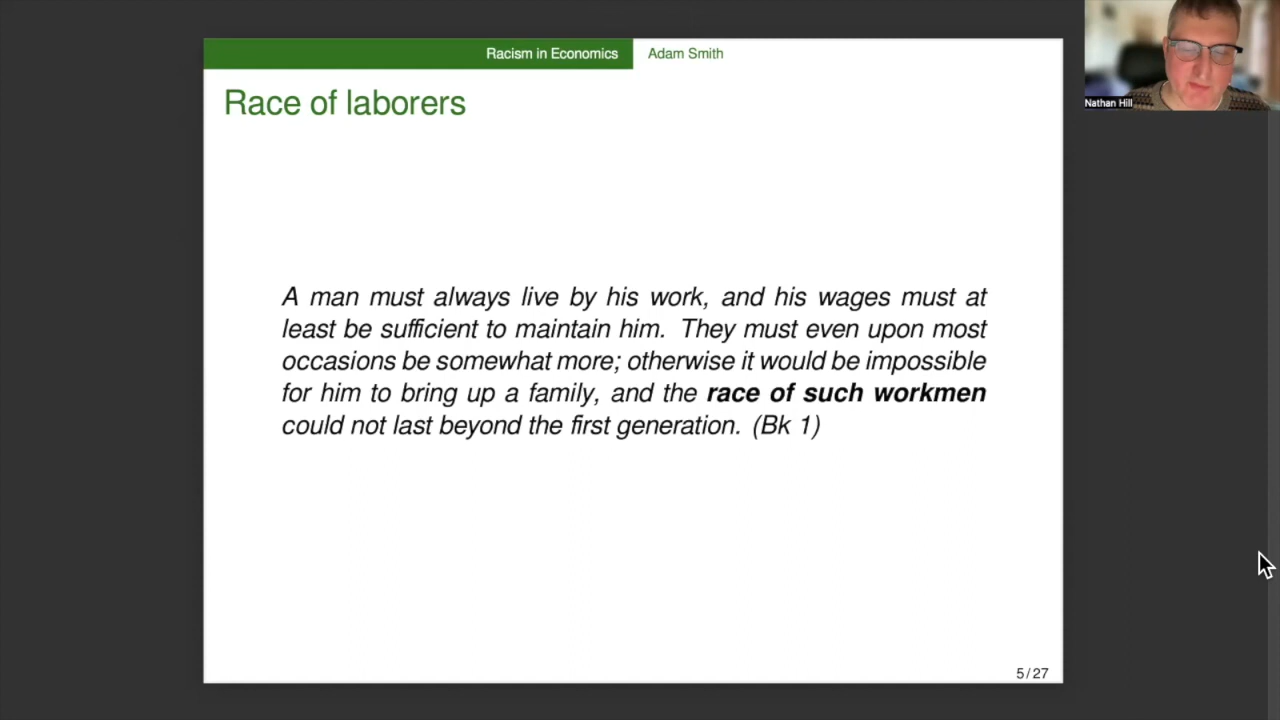 Racism in Economics
Adam Smith
Nathan Hill
Race of laborers
A man must always live by his work, and his wages must at
least be sufficient to maintain him. They must even upon most
occasions be somewhat more; otherwise it would be impossible
for him to bring up a family, and the race of such workmen
could not last beyond the first generation. (Bk 1)
5/27